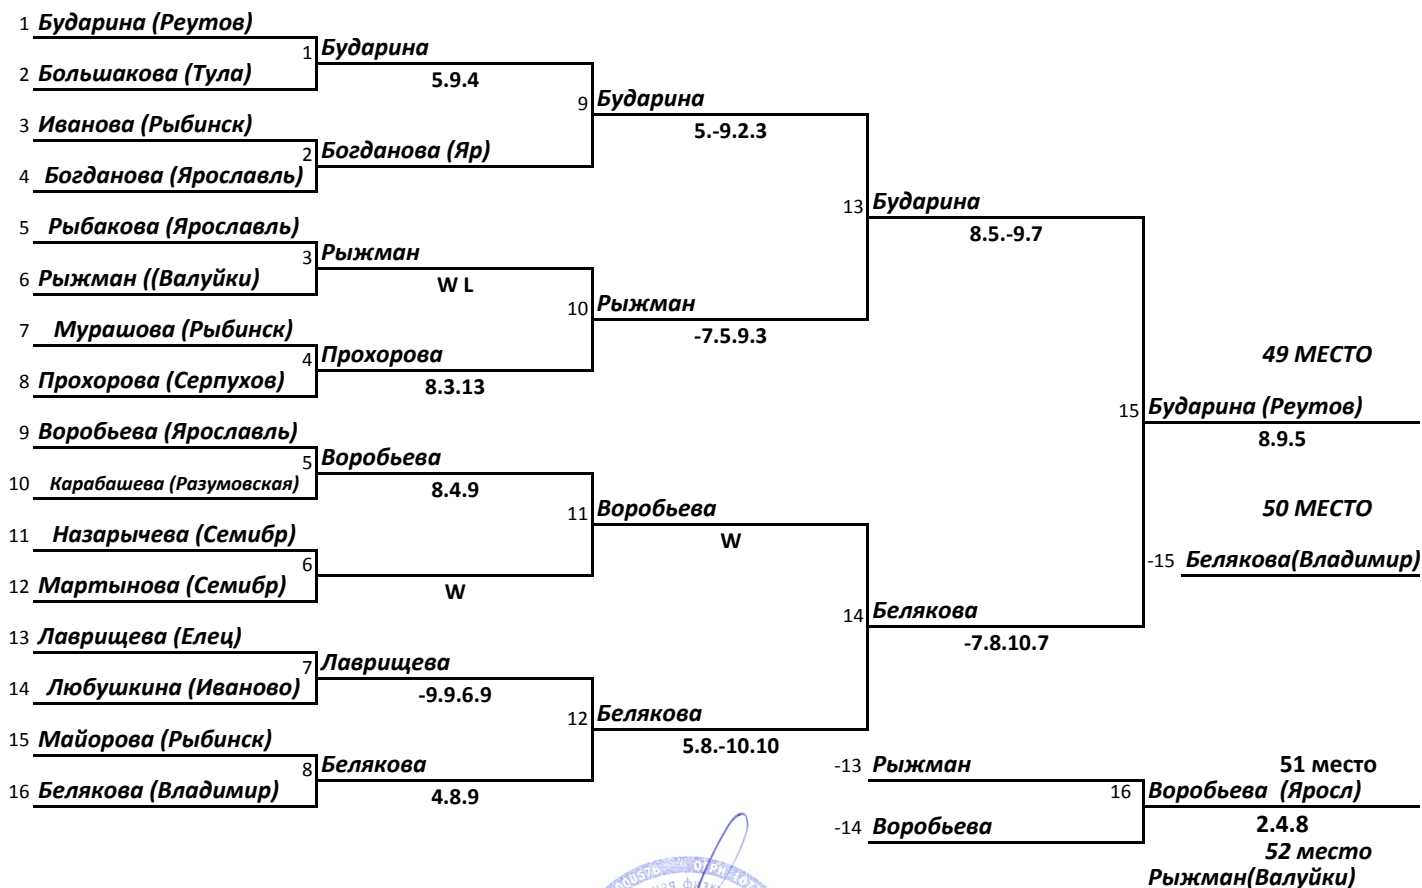 1 Бударина (Реутов)
1 Бударина
2 Большакова (Тула)
5.9.4
9 Бударина
3 Иванова (Рыбинск)
5.-9.2.3
2 Богданова (Яр)
4 Богданова (Ярославль)
13 Бударина
5 Рыбакова (Ярославль)
8.5.-9.7
3 Рыжман
6 Рыжман ((Валуйки)
W L
10 Рыжман
7 Мурашова (Рыбинск)
-7.5.9.3
4 Прохорова
49 МЕСТО
8 Прохорова (Серпухов)
8.3.13
15 Бударина (Реутов)
9 Воробьева (Ярославль)
8.9.5
5 Воробьева
10 Карабашева (Разумовская)
8.4.9
11 Воробьева
50 МЕСТО
11 Назарычева (Семибр)
W
6
-15 Белякова(Владимир)
12 Мартынова (Семибр)
W
14 Белякова
13 Лаврищева (Елец)
-7.8.10.7
7 Лаврищева
14 Любушкина (Иваново)
-9.9.6.9
12 Белякова
15 Майорова (Рыбинск)
5.8.-10.10
8 Белякова
-13 Рыжман
51 место
16 Белякова (Владимир)
4.8.9
16 Воробьева (Яросл)
-14 Воробьева
2.4.8
52 место
Рыжман(Валуйки)